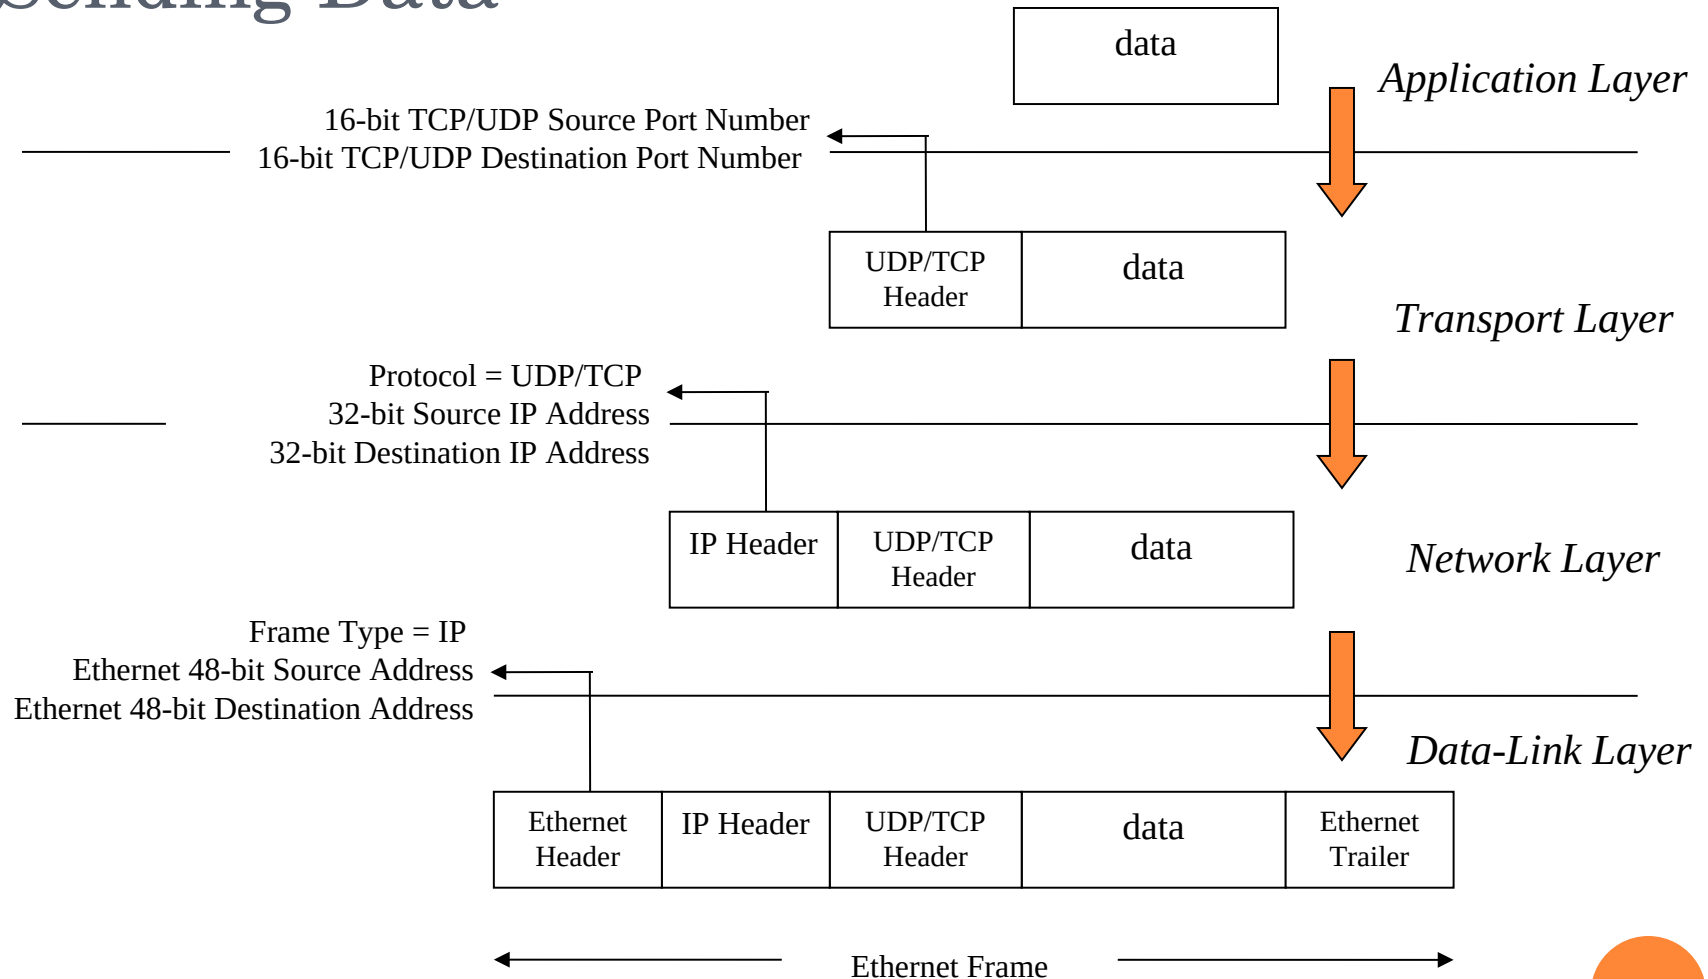 Sending Data
data
Application Layer
16-bit TCP/UDP Source Port Number
16-bit TCP/UDP Destination Port Number
UDP/TCP
Header
data
Transport Layer
Protocol = UDP/TCP
32-bit Source IP Address
32-bit Destination IP Address
IP Header
UDP/TCP
Header
data
Network Layer
Frame Type = IP
Ethernet 48-bit Source Address
Ethernet 48-bit Destination Address
Data-Link Layer
Ethernet
Header
IP Header
UDP/TCP
Header
data
Ethernet
Trailer
Ethernet Frame